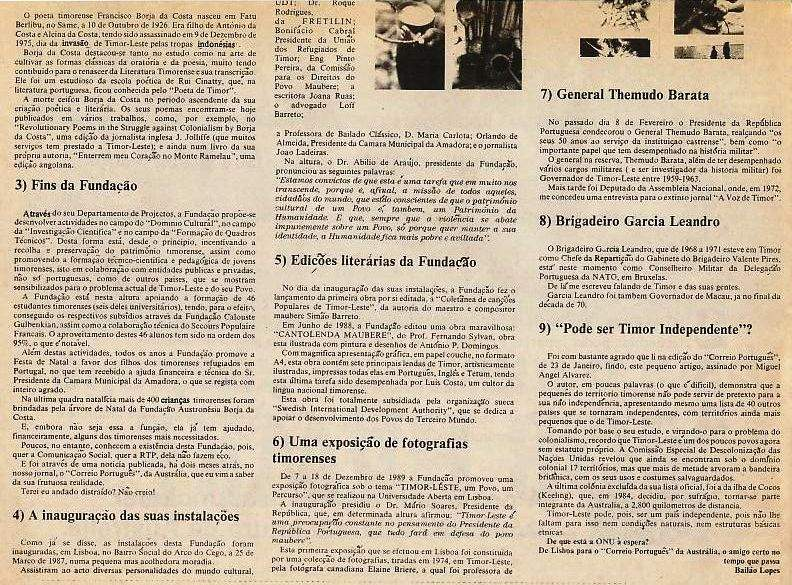 O poeta timorense Francisco Borja da Costa nasceu em Fatu
Berlibu, no Same, a 10 de Outubro de 1926. Era filho de António da
Costa e Alcina da Costa, tendo sido assassinado em 9 de Dezembro de
1975, dia da invasão de Timor-Leste pelas tropas indonésias.
Borja da Costa destacou-se tanto no estudo como na arte de
cultivar as formas clássicas da oratória e da poesia, muito tendo
contribuído para o renascer da Literatura Timorense e sua transcrição.
Ele foi um estudioso da escola poética de Rui Cinatty, que, na
literatura portuguesa, ficou conhecido pelo "Poeta de Timor".
A morte ceifou Borja da Costa no período ascendente da sua
criação poética e literária. Os seus poemas encontram-se hoje
publicados em vários trabalhos, como, por exemplo, no
"Revolutionary Poems in the Struggle against Colonialism by Borja
da Costa", uma edição da jornalista inglesa J. Jolliffe (que muitos
serviços tem prestado a Timor-Leste); e ainda num livro da sua
própria autoria, "Enterrem meu Coração no Monte Ramelau", uma
edição angolana.
3) Fins da Fundação
Através do seu Departamento de Projectos, a Fundação propõe-se
desenvolver actividades no campo do "Dominio Cultural", no campo
da "Investigação Cientifica" e no campo da "Formação de Quadros
Técnicos". Desta forma está, desde o princípio, incentivando a
recolha e preservação do património timorense, assim como
promovendo a formação técnico-científica e pedagógica de jovens
timorenses, isto em colaboração com entidades publicas e privadas,
não só portuguesas, como de outros países, que se mostram
sensibilizados para o problema actual de Timor-Leste e do seu Povo.
A Fundação está nesta altura apoiando a formação de 46
estudantes timorenses (seis deles universitários), tendo, para o efeito,
conseguido os respectivos subsídios através da Fundação Calouste
Gulbenkian, assim como a colaboração técnica do Secours Populaire
Francais. O aproveitamento destes 46 alunos tem sido na ordem dos
95%, o que é notável.
Além destas actividades, todos os anos a Fundação promove a
Festa de Natal a favor dos filhos dos timorenses refugiados em
Portugal, no que tem recebido a ajuda financeira e técnica do Sr.
Presidente da Camara Municipal da Amadora, o que se regista com
inteiro agrado.
Na ultima quadra natalícia mais de 400 crianças timorenses foram
brindadas pela árvore de Natal da Fundação Austronésia Borja da
Costa.
E, embora não seja essa a função, ela já tem ajudado,
financeiramente, alguns dos timorenses mais necessitados.
Poucos, no entanto, conhecem a existência desta Fundação, pois,
quer a Comunicação Social, quer a RTP, dela não fazem eco.
E foi através de uma notícia publicada, há dois meses atrás, no
nosso jornal, o "Correio Português", da Austrália, que eu vim a saber
da sua frutuosa realidade.
Terei eu andado distraído? Não creio!
4) A inauguração das suas instalações
Como já se disse, as instalações desta Fundação foram
inauguradas, em Lisboa, no Bairro Social do Arco do Cego, a 25 de
Março de 1987, numa pequena mas acolhedora moradia.
Assistiram ao acto diversas personalidades do mundo cultural,
UDT; Dr. Roque
Rodrigues,
da FRETILIN;
Bonifácio Cabral
Presidente da União
dos Refugiados de
Timor; Eng. Pinto
Pereira, da Comissão
para os Direitos do
Povo Maubere; a
escritora Joana Ruas;
o advogado Loff
Barreto;
a Professora de Bailado Clássico, D. Maria Carlota; Orlando de
Almeida, Presidente da Camara Municipal da Amadora; e o jornalista
Joao Ladeiras.
Na altura, o Dr. Abílio de Araújo, presidente da Fundação,
pronunciou as seguintes palavras:
"Estamos convictos de que esta é uma tarefa que em muito nos
transcende, porque é, afinal, a missão de todos aqueles,
cidadãos do mundo, que estão conscientes de que o património
cultural de um Povo é, também, um Património da
Humanidade. E que, sempre que a violência se abate
impunemente sobre um Povo, só porque quer manter a sua
identidade, a Humanidade fica mais pobre e aviltada".
5) Edicões literárias da Fundacão
No dia da inauguração das suas instalações, a Fundação fez o
lançamento da primeira obra por si editada, a "Coletânea de canções
Populares de Timor-Leste", da autoria do maestro e compositor
maubere Simão Barreto.
Em Junho de 1988, a Fundação editou uma obra maravilhosa:
"CANTOLENDA MAUBERE", do Prof. Fernando Sylvan, obra
esta ilustrada com pintura e desenhos de António P. Domingos.
Com magnífica apresentação gráfica, em papel couche, no formato
A4, esta obra contém sete principais lendas de Timor, artisticamente
ilustradas, impressas todas elas em Português, Inglês e Tetum, tendo
esta última tarefa sido desempenhada por Luis Costa, um cultor da
língua nacional timorense.
Esta obra foi totalmente subsidiada pela organização sueca
"Swedish International Development Authority", que se dedica a
apoiar o desenvolvimento dos Povos do Terceiro Mundo.
6) Uma exposição de fotografias
timorenses
De 7 a 18 de Dezembro de 1989 a Fundação promoveu uma
exposição fotografica sob o tema "TIMOR-LESTE, um Povo, um
Percurso", que se realizou na Universidade Aberta em Lisboa.
A inauguração presidiu o Dr. Mário Soares, Presidente da
República, que, em determinada altura afirmou: "Timor-Leste é
uma preocupação constante no pensamento do Presidente da
República Portuguesa, que tudo fará em defesa do povo
maubere".
Esta primeira exposição que se efectuou em Lisboa foi constituida
por uma colecção de fotografias, tiradas em 1974, em Timor-Leste,
pela fotógrafa canadiana Elaine Briere, a qual foi professora de
7) General Themudo Barata
No passado dia 8 de Fevereiro o Presidente da República
Portuguesa condecorou o General Themudo Barata, realçando "os
seus 50 anos ao serviço da instituição castrense", bem como "o
importante papel que tem desempenhado na história militar".
O general na reserva, Themudo Barata, além de ter desempenhado
vários cargos militares ( e ser investigador da historia militar) foi
Governador de Timor-Leste entre 1959-1963.
Mais tarde foi Deputado da Assembleia Nacional, onde, em 1972,
me concedeu uma entrevista para o extinto jornal "A Voz de Timor".
8) Brigadeiro Garcia Leandro
O Brigadeiro Garcia Leandro, que de 1968 a 1971 esteve em Timor
como Chefe da Repartição do Gabinete do Brigadeiro Valente Pires,
está neste momento como Conselheiro Militar da Delegação
Portuguesa da NATO, em Bruxelas.
De lá me escreveu falando de Timor e das suas gentes.
Garcia Leandro foi tambem Governador de Macau, ja no final da
década de 70.
9) "Pode ser Timor Independente"?
Foi com bastante agrado que li na edição do "Correio Português",
de 23 de Janeiro, findo, este pequeno artigo, assinado por Miguel
Angel Alvarez.
O autor, em poucas palavras (o que é difícil), demonstra que a
pequenês do território timorense não pode servir de pretexto para a
sua não independência, apresentando mesmo uma lista de 40 outros
países que se tornaram independentes, com territórios ainda mais
pequenos que o de Timor-Leste.
Tomando por base o seu estudo, e virando-o para o problema do
colonialismo, recordo que Timor-Leste é um dos poucos povos agora
sem estatuto próprio. A Comissão Especial de Descolonização das
Nações Unidas revelou que ainda se encontram sob o domínio
colonial 17 territórios, mas que mais de metade arvoram a bandeira
britânica, com os seus usos e costumes salvaguardados.
A última colónia excluída da sua lista oficial, foi a da ilha de Cocos
(Keeling), que, em 1984, decidiu, por sufrágio, tornar-se parte
integrante da Australia, a 2,800 quilometros de distancia.
Timor-Leste pode, pois, ser um país independente, pois não lhe
faltam para isso nem condições naturais, nem estruturas básicas
etnicas.
De que está a ONU à espera?
De Lisboa para o "Correio Português" da Austrália, o amigo certo no
tempo que passa
Bailão Lopes